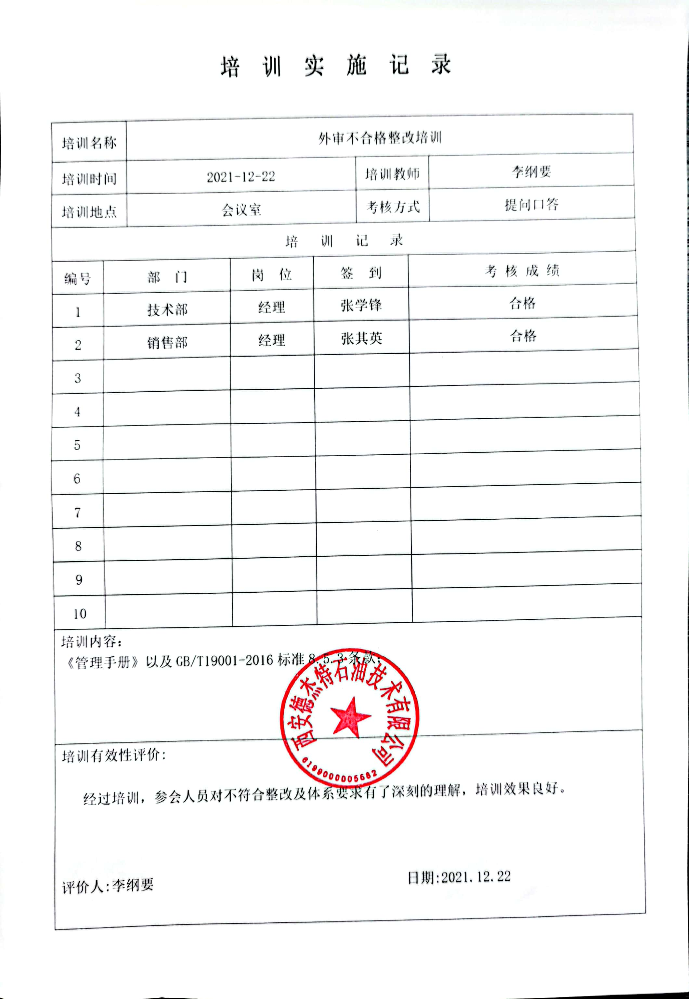 培训实施记录
培训名称 外审不合格整改培训
培训时间 2021-12-22 培训教师 李纲要
培训地点 会议室 考核方式 提问口答
培训记录
编号 部门 岗位 签到 考核成绩
1 技术部 经理 张学锋 合格
2 销售部 经理 张其英 合格
3
4
5
6
7
8
9
10
培训内容：
《管理手册》以及 GB/T19001-2016 标准 8.5.3 条款；
西安德杰特石油技术有限公司
6199000005682
培训有效性评价：
经过培训，参会人员对不符合整改及体系要求有了深刻的理解，培训效果良好。
评价人：李纲要 日期：2021.12.22